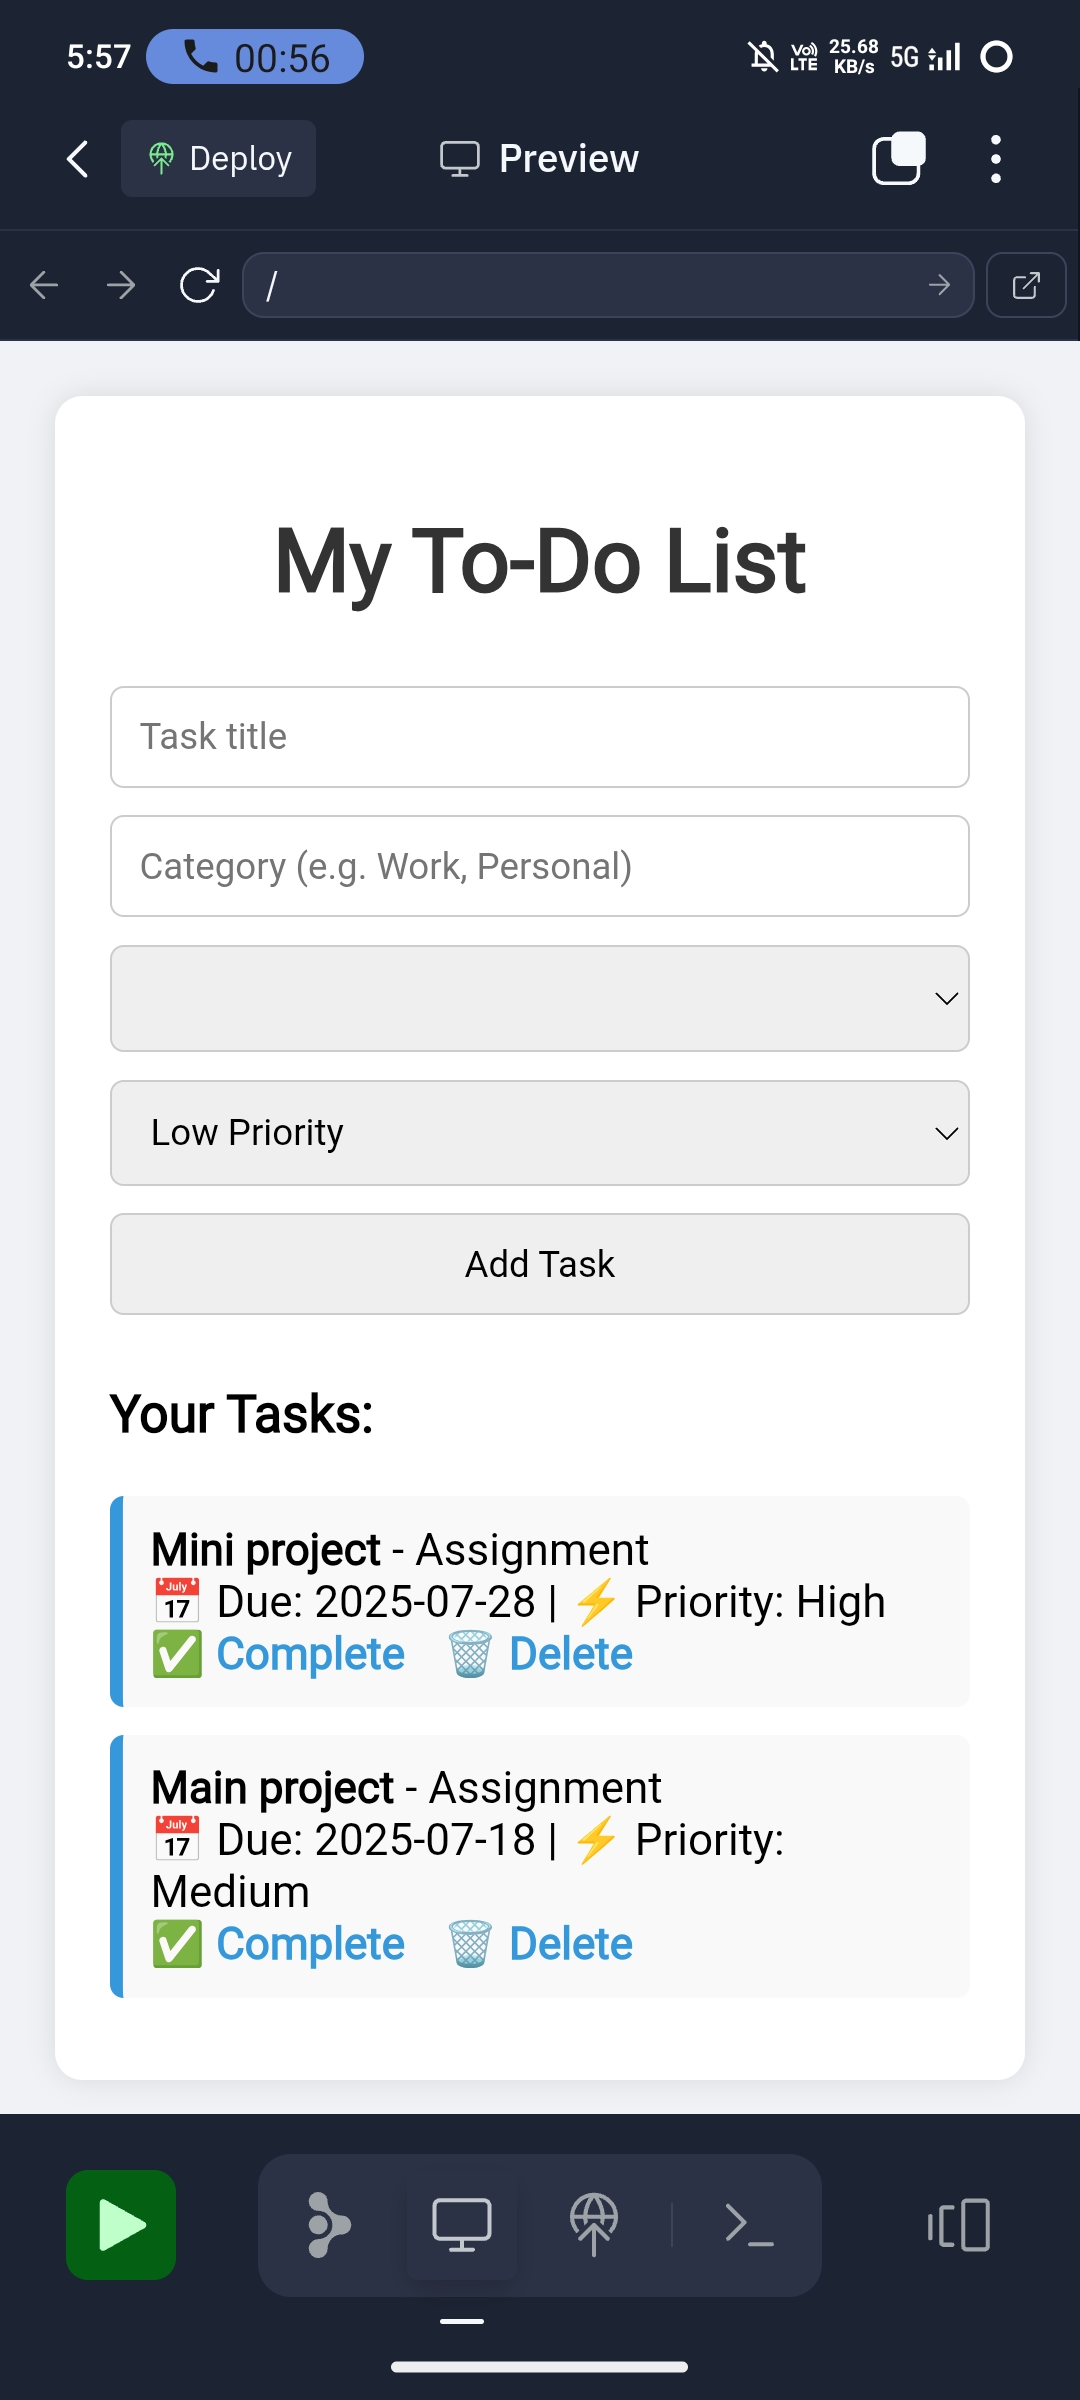 5:57 00:56 Vo) LTE 25.68 KB/s 5G
Deploy Preview
/
My To-Do List
Task title
Category (e.g. Work, Personal)
Low Priority
Add Task
Your Tasks:
Mini project - Assignment
📅 Due: 2025-07-28 | ⚡ Priority: High
✅ Complete 🗑️ Delete
Main project - Assignment
📅 Due: 2025-07-18 | ⚡ Priority:
Medium
✅ Complete 🗑️ Delete